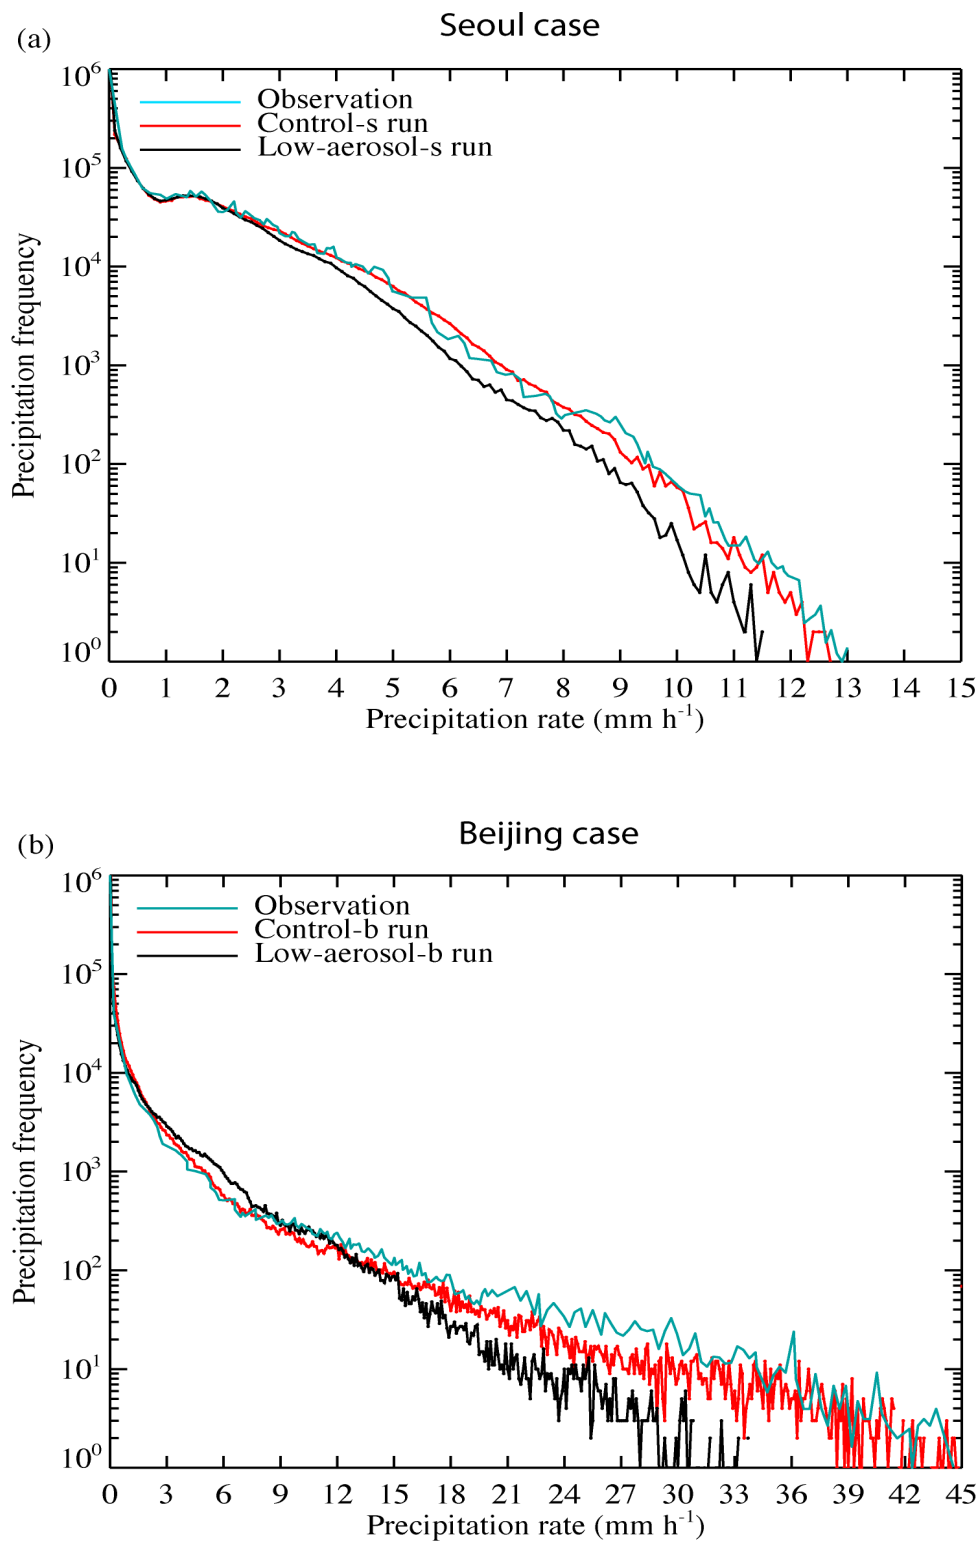 Seoul case
(a)
10^6
Observation
Control-s run
Low-aerosol-s run
10^5
10^4
Precipitation frequency
10^3
10^2
10^1
10^0
0 1 2 3 4 5 6 7 8 9 10 11 12 13 14 15
Precipitation rate (mm h^-1)
Beijing case
(b)
10^6
Observation
Control-b run
Low-aerosol-b run
10^5
10^4
Precipitation frequency
10^3
10^2
10^1
10^0
0 3 6 9 12 15 18 21 24 27 30 33 36 39 42 45
Precipitation rate (mm h^-1)